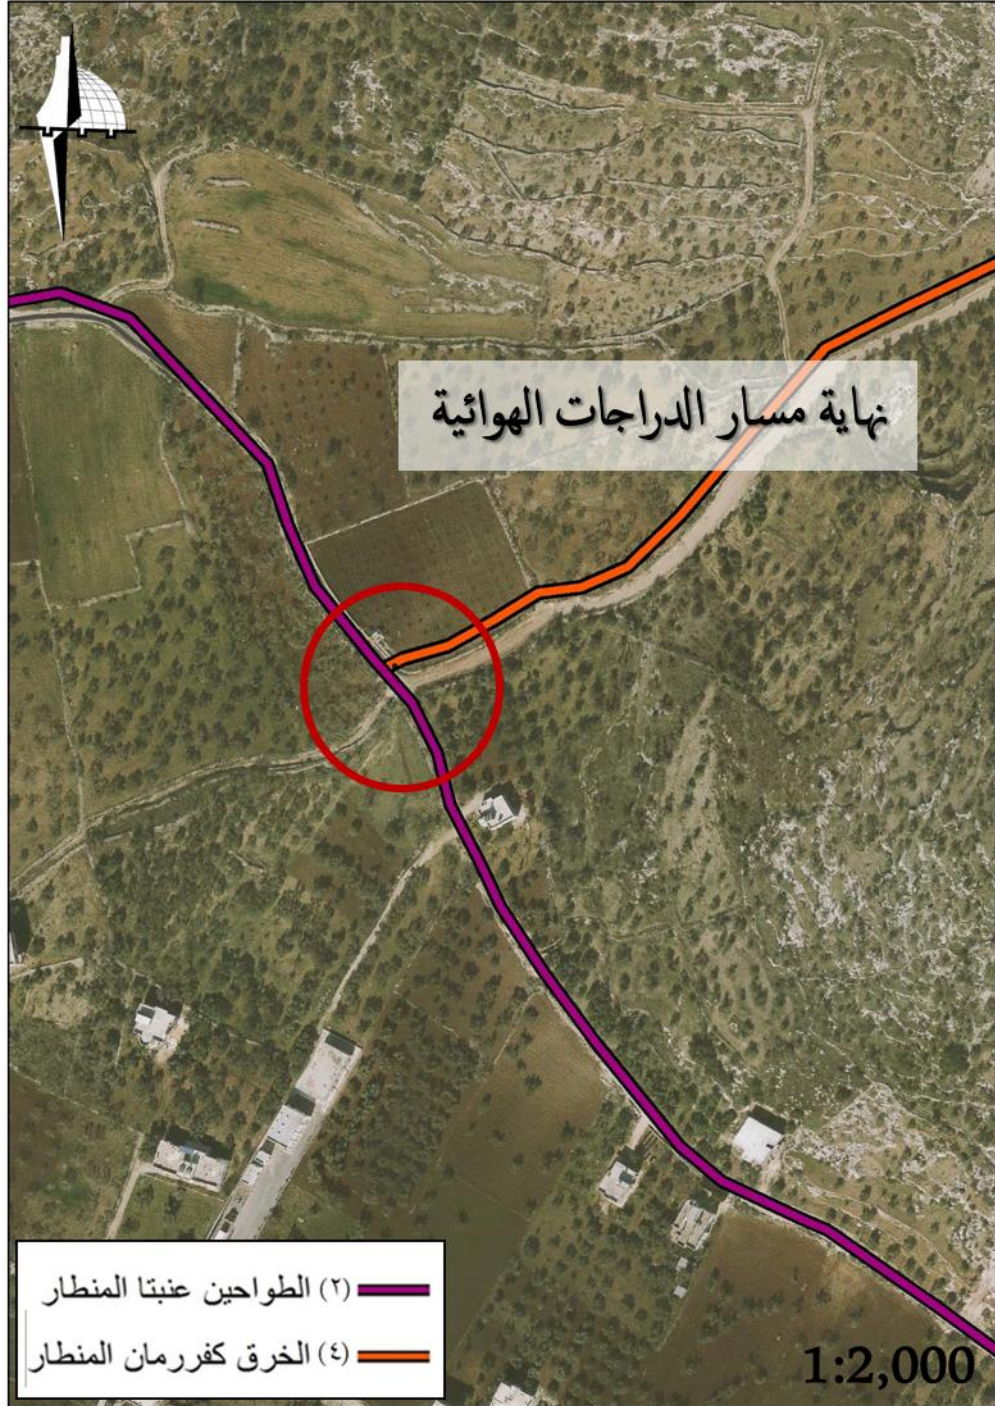 نهاية مسار الدراجات الهوائية
(٢) الطواحين عنبتا المنطار
(٤) الخرق كفررمان المنطار
1:2,000